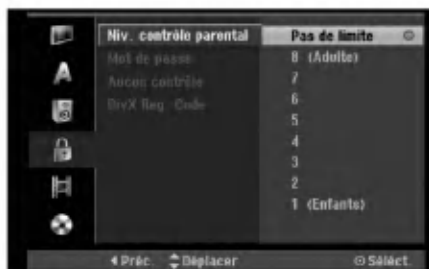 Niv. contrôle parental
Mot de passe
Aucun contrôle
DivX Reg. Code
Pas de limite
8 (Adulte)
7
6
5
4
3
2
1 (Enfants)
Préc. Déplacer Séléct.